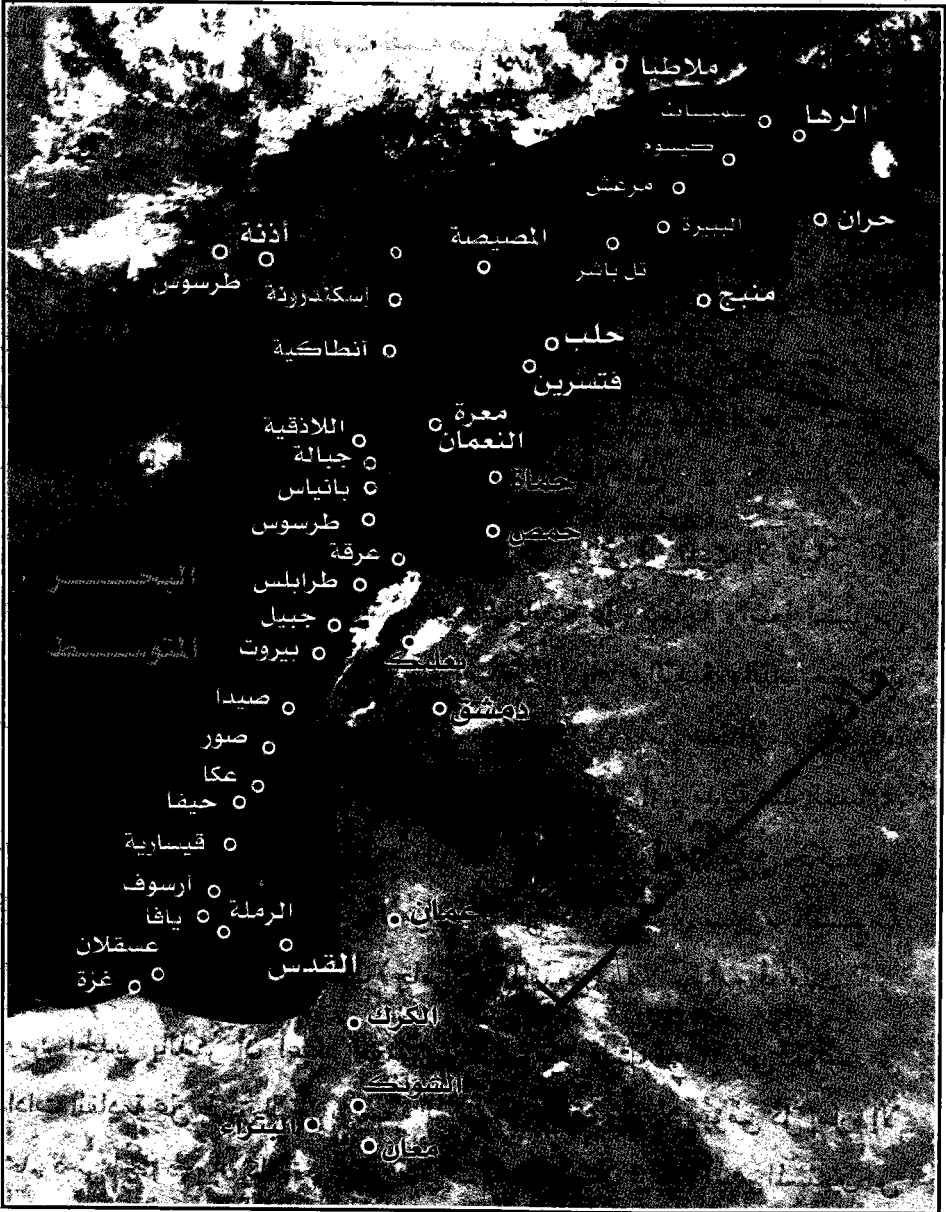 ملاطيا
الرها
كيسوم
مرعش
حران
البيرة
المصيصة
أذنة
طرسوس
تل باشر
إسكندرونة
منبج
حلب
أنطاكية
فتسرين
معرة
النعمان
اللاذقية
جبالة
حماة
بانياس
طرسوس
حمص
عرقة
طرابلس
جبيل
بيروت
بعلبك
صيدا
دمشق
صور
عكا
حيفا
قيسارية
أرسوف
يافا
الرملة
عمان
عسقلان
القدس
غزة
الكرك
الشوبك
البتراء
معان